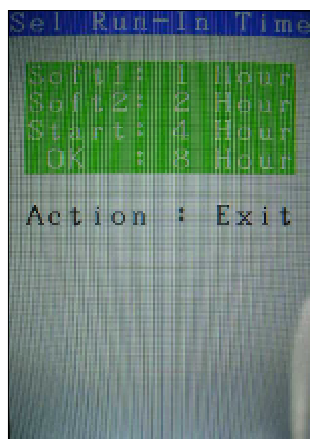 Sel Run-In Time
Soft1: 1 Hour
Soft2: 2 Hour
Start: 4 Hour
OK : 8 Hour
Action : Exit